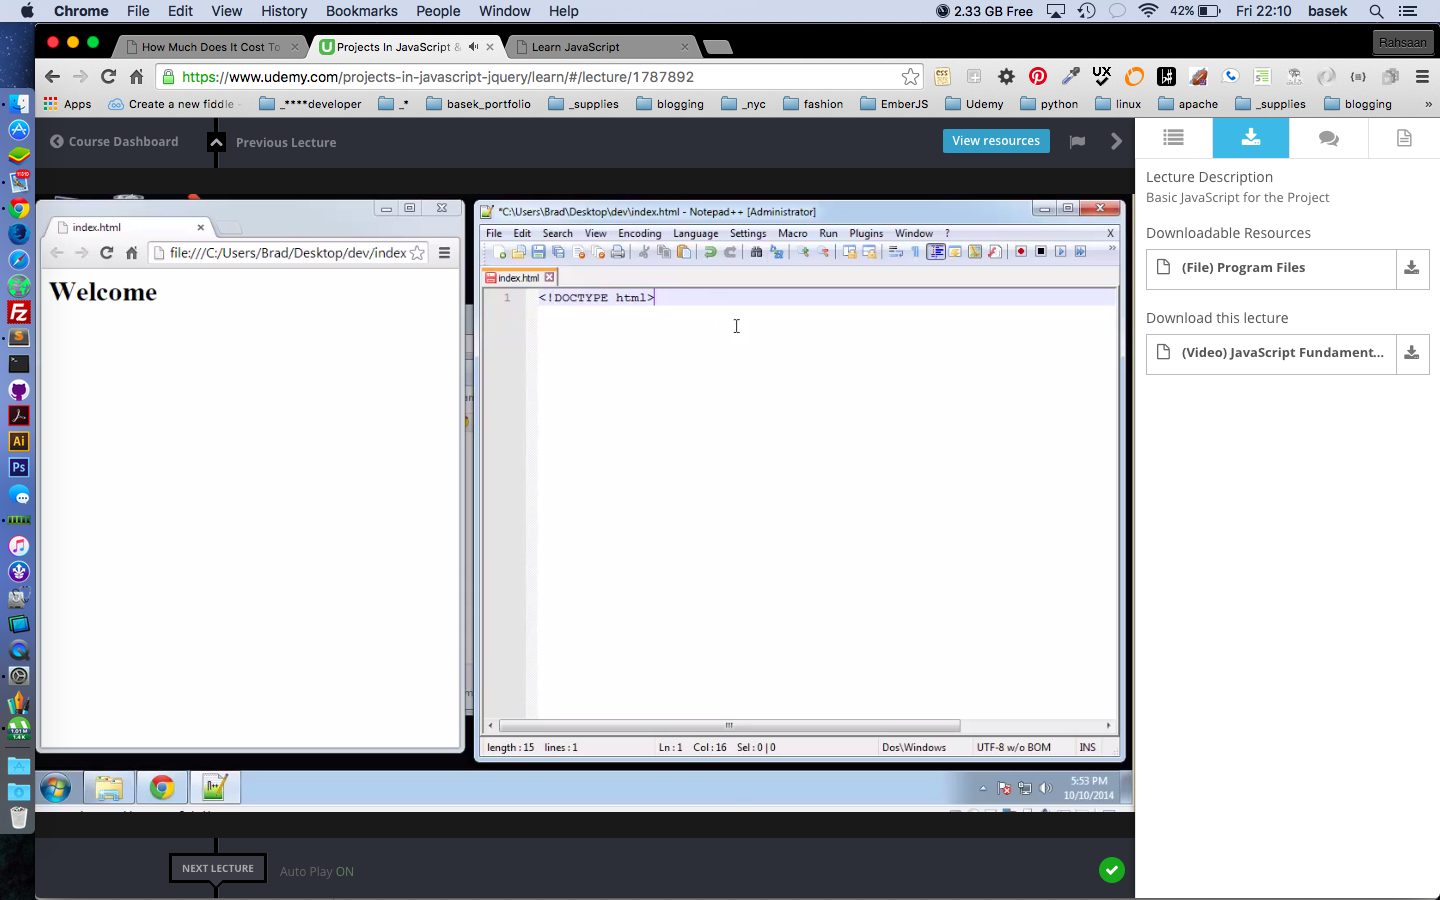 Chrome File Edit View History Bookmarks People Window Help 2.33 GB Free 42% Fri 22:10 basek
How Much Does It Cost To
Projects In JavaScript &
Learn JavaScript
Rahsaan
https://www.udemy.com/projects-in-javascript-jquery/learn/#/lecture/1787892
Apps Create a new fiddle - _****developer _* basek_portfolio _supplies blogging _nyc fashion EmberJS Udemy python linux apache _supplies blogging »
Course Dashboard Previous Lecture View resources
index.html
file:///C:/Users/Brad/Desktop/dev/index
Welcome
*C:\Users\Brad\Desktop\dev\index.html - Notepad++ [Administrator]
File Edit Search View Encoding Language Settings Macro Run Plugins Window ? X
index.html
1 <!DOCTYPE html>
length : 15 lines : 1 Ln : 1 Col : 16 Sel : 0 | 0 Dos\Windows UTF-8 w/o BOM INS
5:53 PM
10/10/2014
NEXT LECTURE Auto Play ON
Lecture Description
Basic JavaScript for the Project
Downloadable Resources
(File) Program Files
Download this lecture
(Video) JavaScript Fundament...